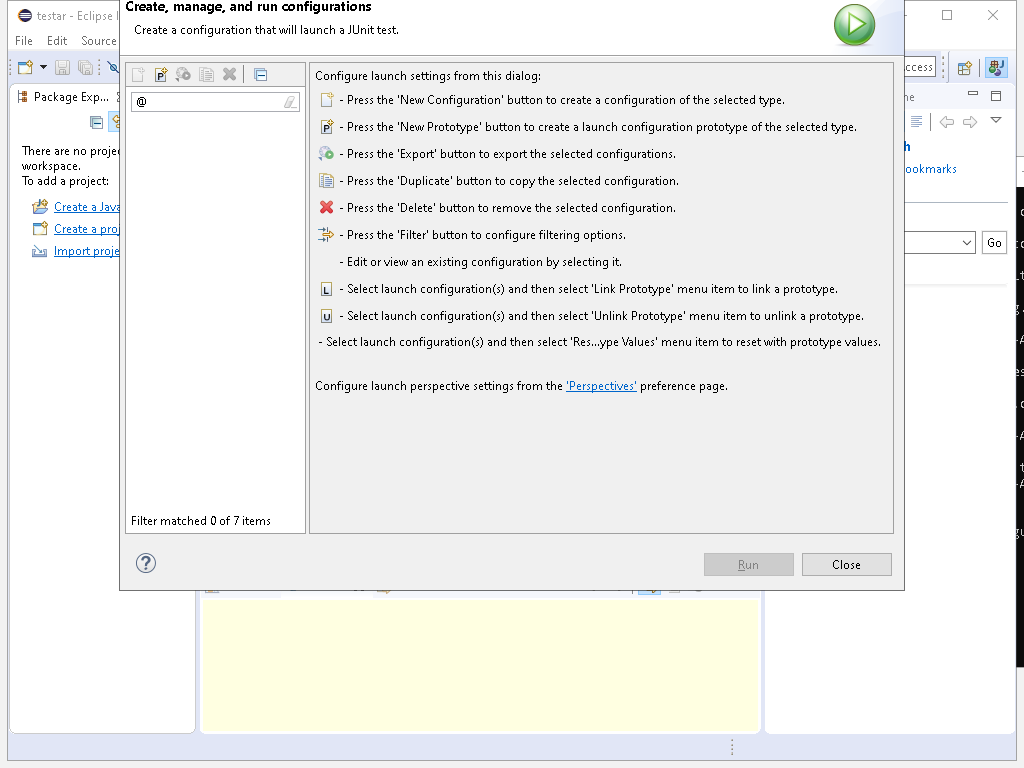 Create, manage, and run configurations
testar - Eclipse
Create a configuration that will launch a JUnit test.
File Edit Source
Configure launch settings from this dialog:
Package Exp...
@
- Press the 'New Configuration' button to create a configuration of the selected type.
- Press the 'New Prototype' button to create a launch configuration prototype of the selected type.
There are no
workspace.
To add a project:
- Press the 'Export' button to export the selected configurations.
- Press the 'Duplicate' button to copy the selected configuration.
Create a Java
- Press the 'Delete' button to remove the selected configuration.
Create a
- Press the 'Filter' button to configure filtering options.
Go
Import
- Edit or view an existing configuration by selecting it.
L - Select launch configuration(s) and then select 'Link Prototype' menu item to link a prototype.
U - Select launch configuration(s) and then select 'Unlink Prototype' menu item to unlink a prototype.
- Select launch configuration(s) and then select 'Res...ype Values' menu item to reset with prototype values.
Configure launch perspective settings from the 'Perspectives' preference page.
Filter matched 0 of 7 items
Run Close